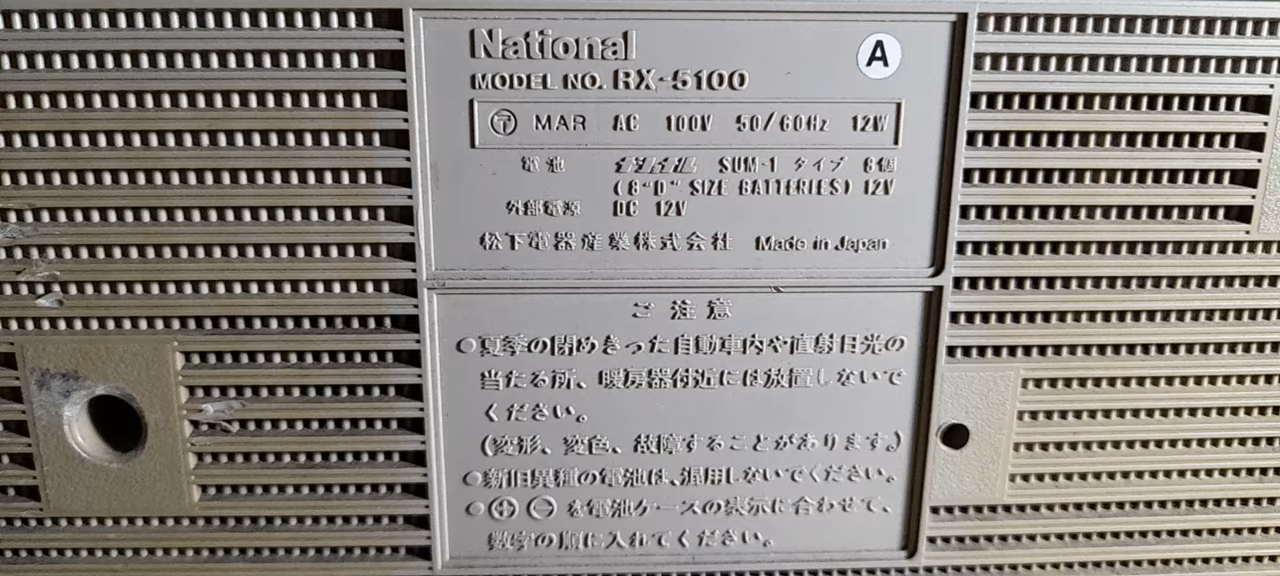 National
A
MODEL NO. RX-5100
〒 MAR AC 100V 50/60Hz 12W
電池 SUM-1 タイプ 8個
(8"D" SIZE BATTERIES) 12V
外部電源 DC 12V
松下電器産業株式会社 Made in Japan
ご注意
○夏季の閉めきった自動車内や直射日光の
当たる所、暖房器付近には放置しないで
ください。
(変形、変色、故障することがあります。)
○新旧異種の電池は、混用しないでください。
○⊕ ⊖ を電池ケースの表示に合わせて、
数字の順に入れてください。